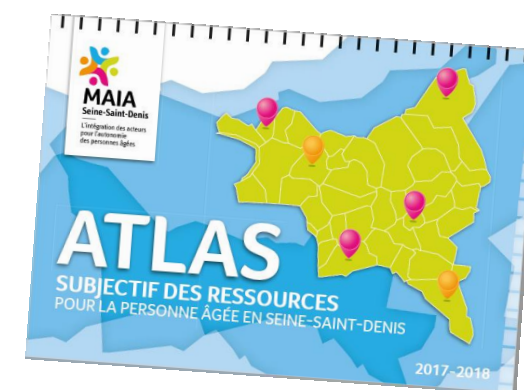 MAIA
Seine-Saint-Denis
L'intégration des acteurs
pour l'autonomie
des personnes âgées
ATLAS
SUBJECTIF DES RESSOURCES
POUR LA PERSONNE ÂGÉE EN SEINE-SAINT-DENIS
2017-2018